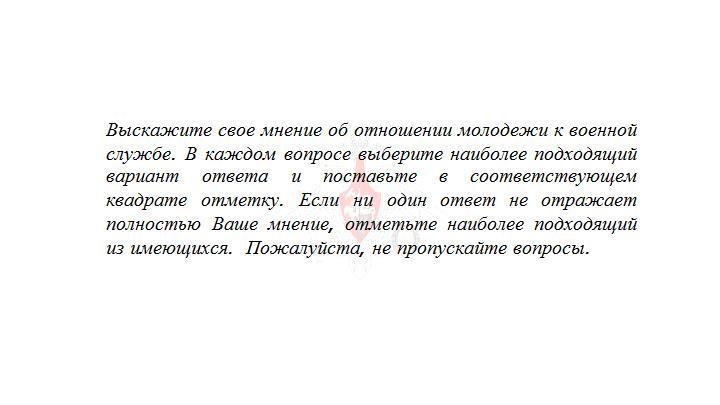 Выскажите свое мнение об отношении молодежи к военной
службе. В каждом вопросе выберите наиболее подходящий
вариант ответа и поставьте в соответствующем
квадрате отметку. Если ни один ответ не отражает
полностью Ваше мнение, отметьте наиболее подходящий
из имеющихся. Пожалуйста, не пропускайте вопросы.